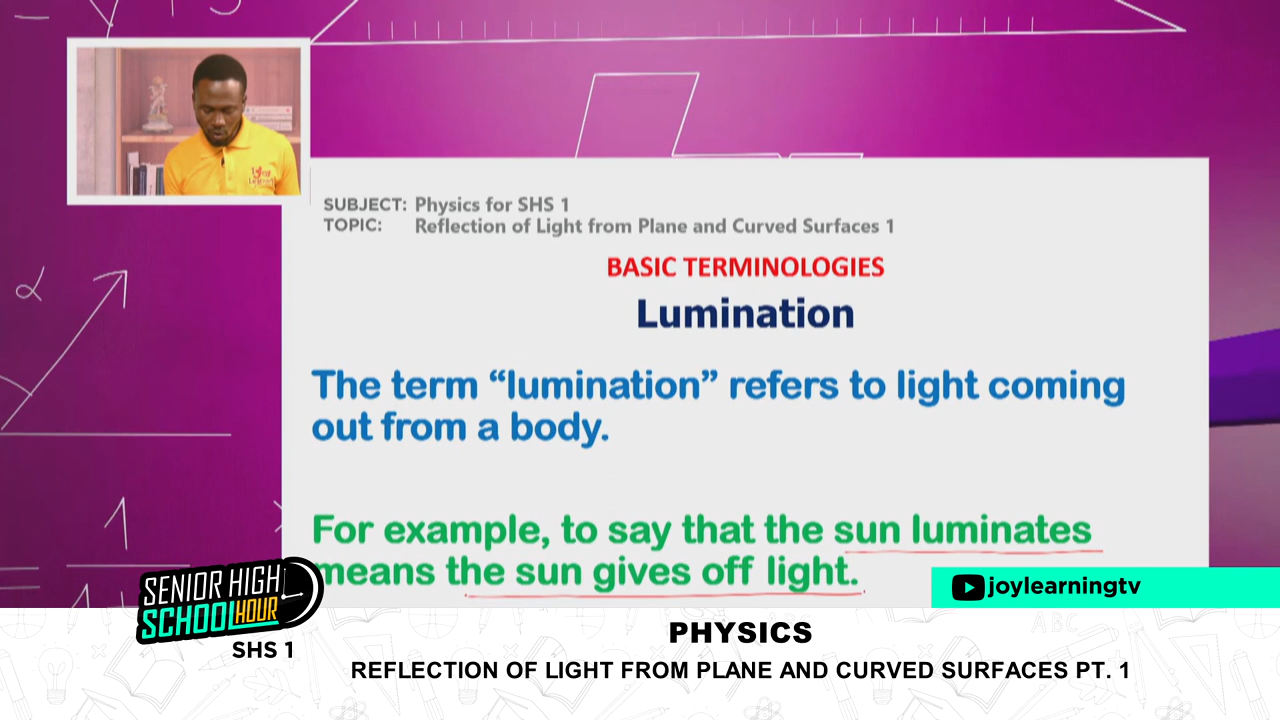 SUBJECT: Physics for SHS 1
TOPIC: Reflection of Light from Plane and Curved Surfaces 1
BASIC TERMINOLOGIES
Lumination
The term “lumination” refers to light coming
out from a body.
For example, to say that the sun luminates
means the sun gives off light.
SENIOR HIGH
SCHOOL HOUR
SHS 1
joylearningtv
PHYSICS
REFLECTION OF LIGHT FROM PLANE AND CURVED SURFACES PT. 1
α
ABC